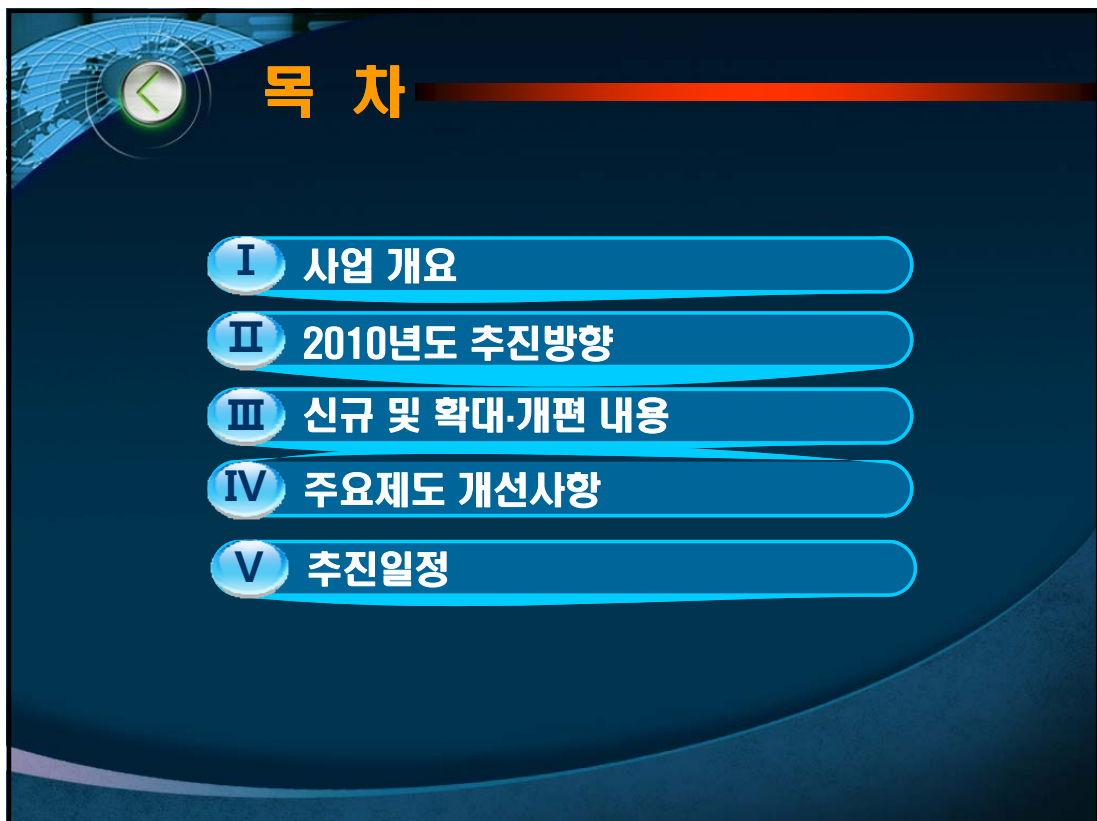 목 차
Ⅰ 사업 개요
Ⅱ 2010년도 추진방향
Ⅲ 신규 및 확대·개편 내용
Ⅳ 주요제도 개선사항
Ⅴ 추진일정